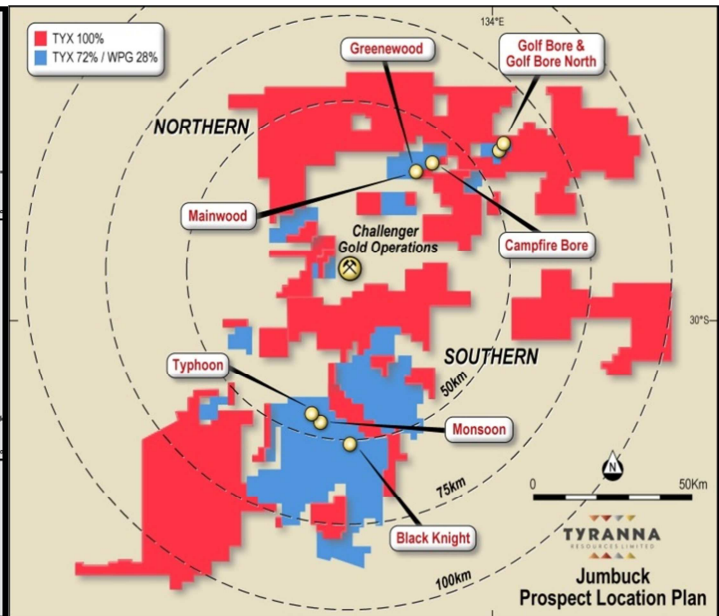 TYX 100%
TYX 72% / WPG 28%
134°E
Greenewood
Golf Bore &
Golf Bore North
NORTHERN
Mainwood
Challenger
Gold Operations
Campfire Bore
30°S
SOUTHERN
Typhoon
50km
Monsoon
75km
Black Knight
100km
N
0 50Km
TYRANNA
RESOURCES LIMITED
Jumbuck
Prospect Location Plan